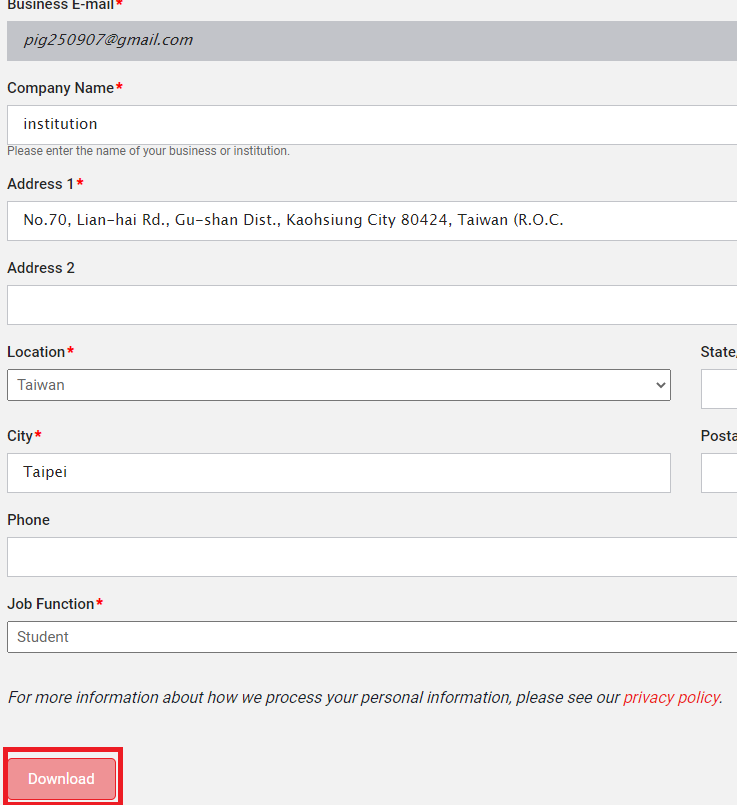 Business E-mail*
pig250907@gmail.com
Company Name*
institution
Please enter the name of your business or institution.
Address 1*
No.70, Lian-hai Rd., Gu-shan Dist., Kaohsiung City 80424, Taiwan (R.O.C.
Address 2
Location*
State/
Taiwan
City*
Posta
Taipei
Phone
Job Function*
Student
For more information about how we process your personal information, please see our privacy policy.
Download